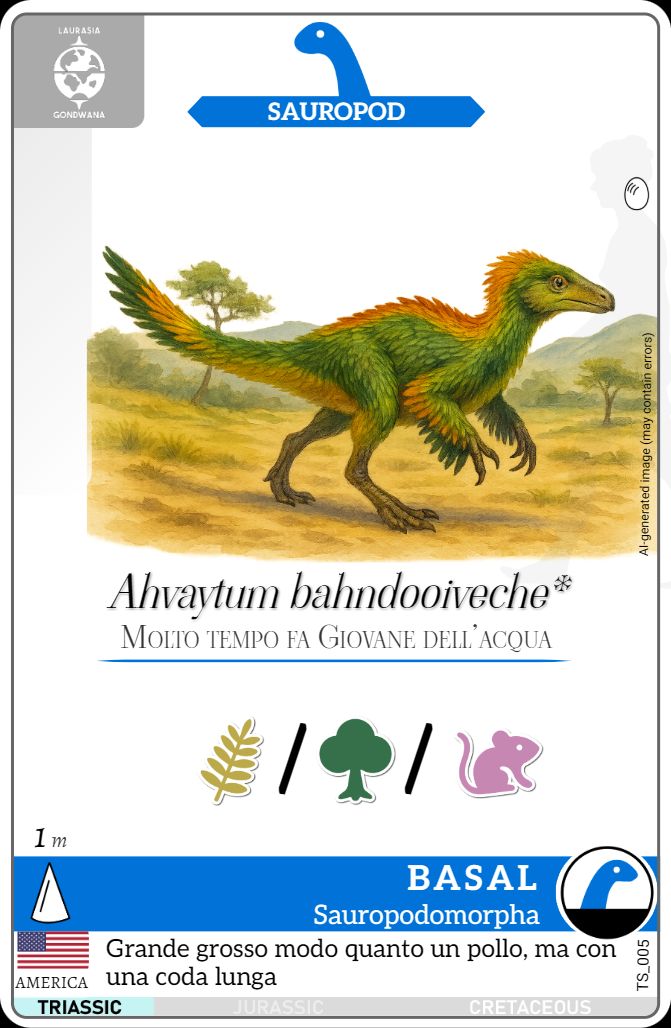 LAURASIA
GONDWANA
SAUROPOD
AI-generated image (may contain errors)
Ahvaytum bahndooiveche*
Molto tempo fa Giovane dell'acqua
/ /
1 m
BASAL
Sauropodomorpha
AMERICA
Grande grosso modo quanto un pollo, ma con
una coda lunga
TS_005
TRIASSIC JURASSIC CRETACEOUS